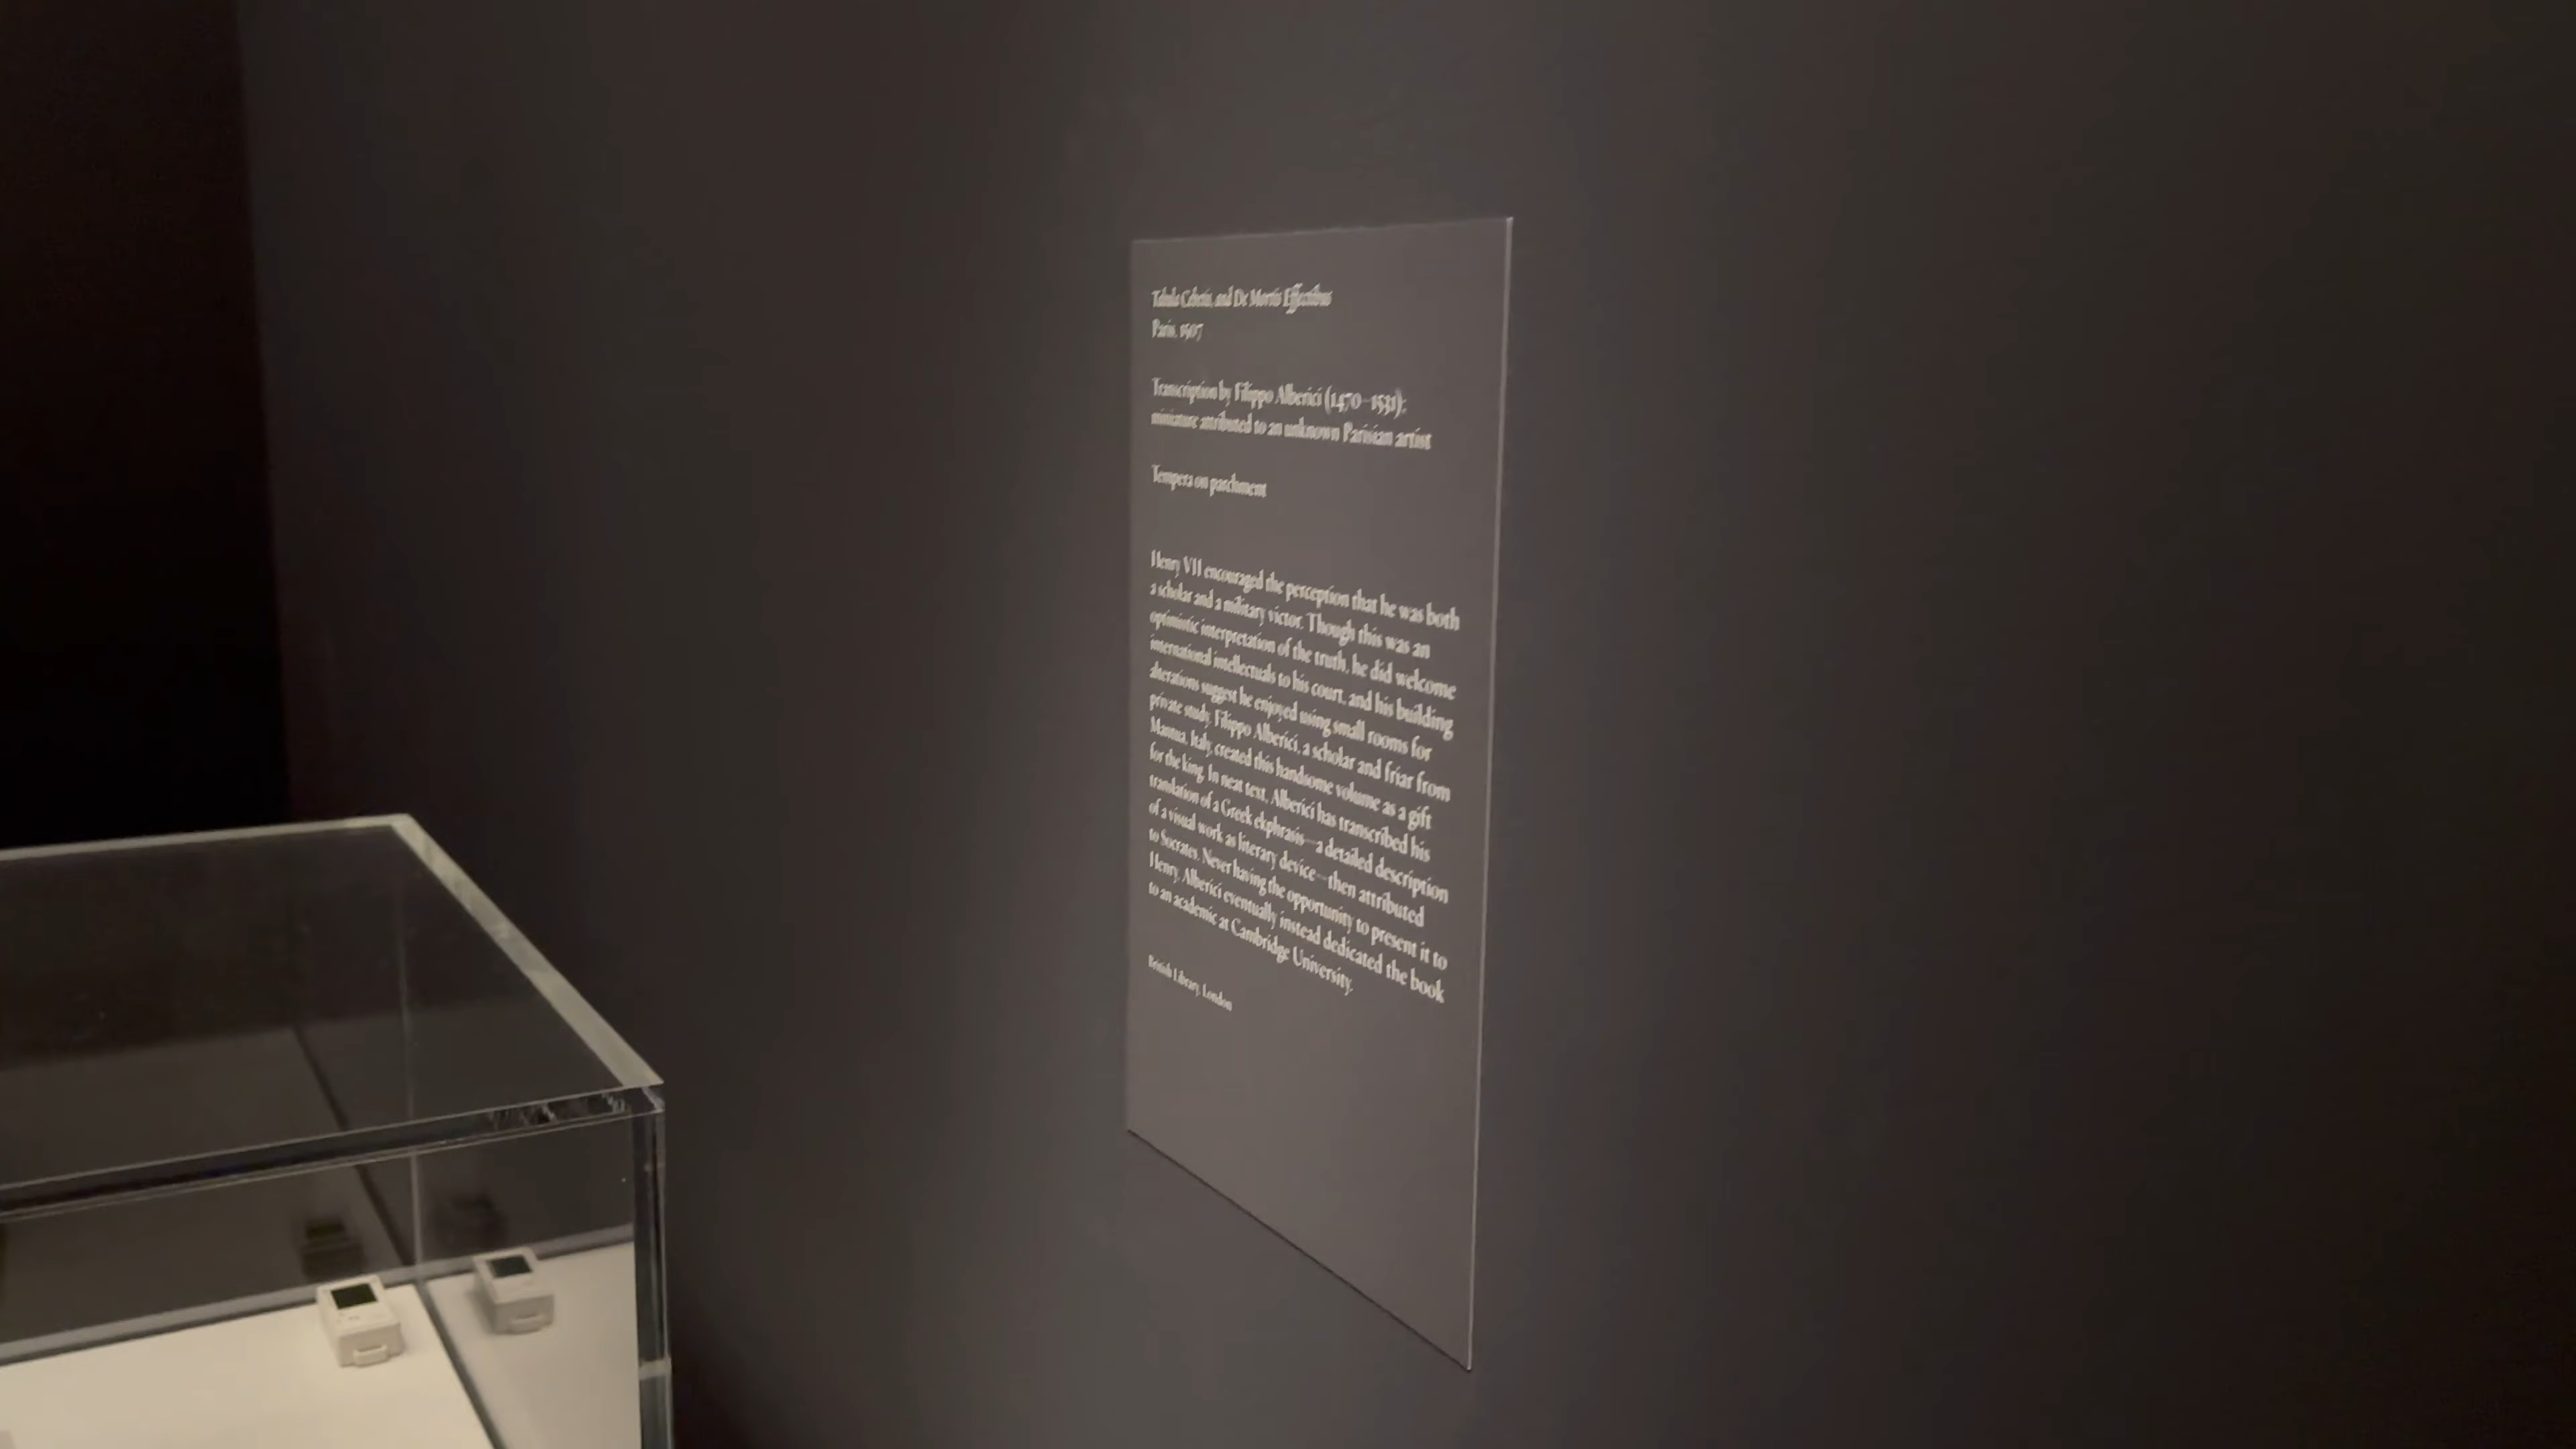 Tabula Cebetis, and De Mortis Effectibus
Paris, 1507
Transcription by Filippo Alberici (1470–1531);
miniature attributed to an unknown Parisian artist
Tempera on parchment
Henry VII encouraged the perception that he was both
a scholar and a military victor. Though this was an
optimistic interpretation of the truth, he did welcome
international intellectuals to his court, and his building
alterations suggest he enjoyed using small rooms for
private study. Filippo Alberici, a scholar and friar from
Mantua, Italy, created this handsome volume as a gift
for the king. In neat text, Alberici has transcribed his
translation of a Greek ekphrasis—a detailed description
of a visual work as literary device—then attributed
to Socrates. Never having the opportunity to present it to
Henry, Alberici eventually instead dedicated the book
to an academic at Cambridge University.
British Library, London